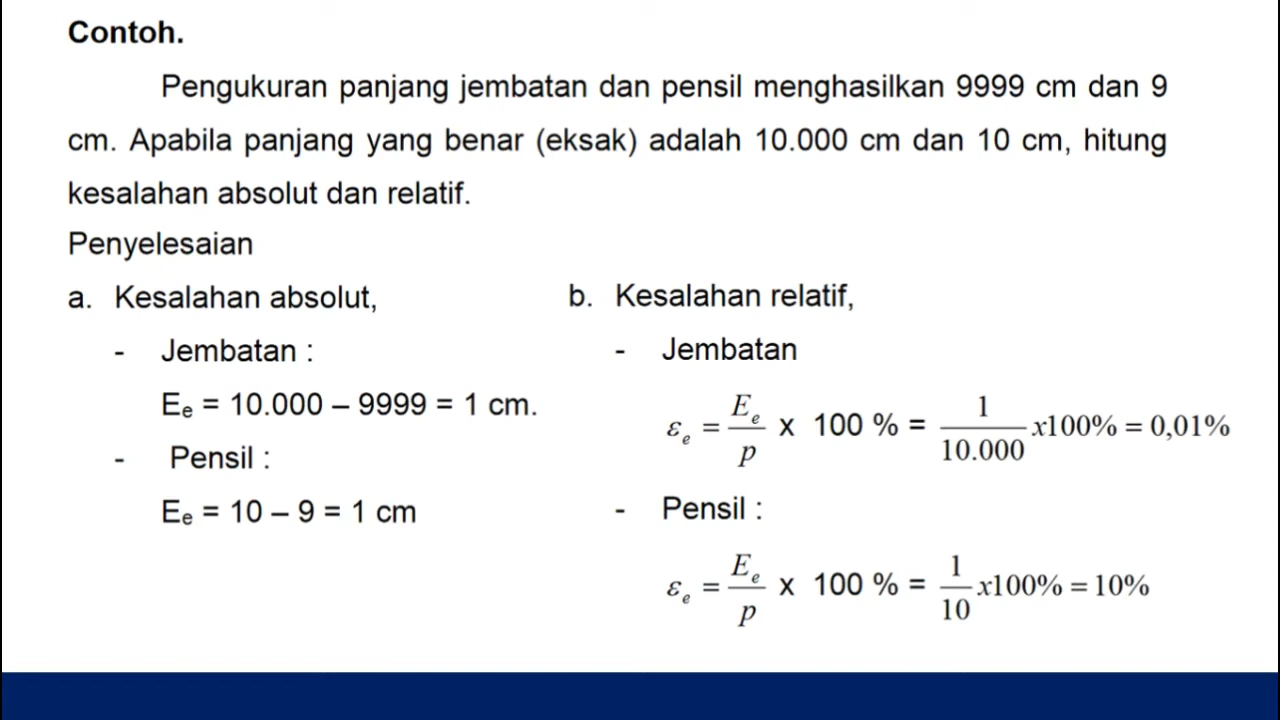 Contoh.
Pengukuran panjang jembatan dan pensil menghasilkan 9999 cm dan 9
cm. Apabila panjang yang benar (eksak) adalah 10.000 cm dan 10 cm, hitung
kesalahan absolut dan relatif.
Penyelesaian
a. Kesalahan absolut,
- Jembatan :
Eₑ = 10.000 – 9999 = 1 cm.
- Pensil :
Eₑ = 10 – 9 = 1 cm
b. Kesalahan relatif,
- Jembatan
εₑ = Eₑ/p x 100 % = 1/10.000 x100% = 0,01%
- Pensil :
εₑ = Eₑ/p x 100 % = 1/10 x100% = 10%